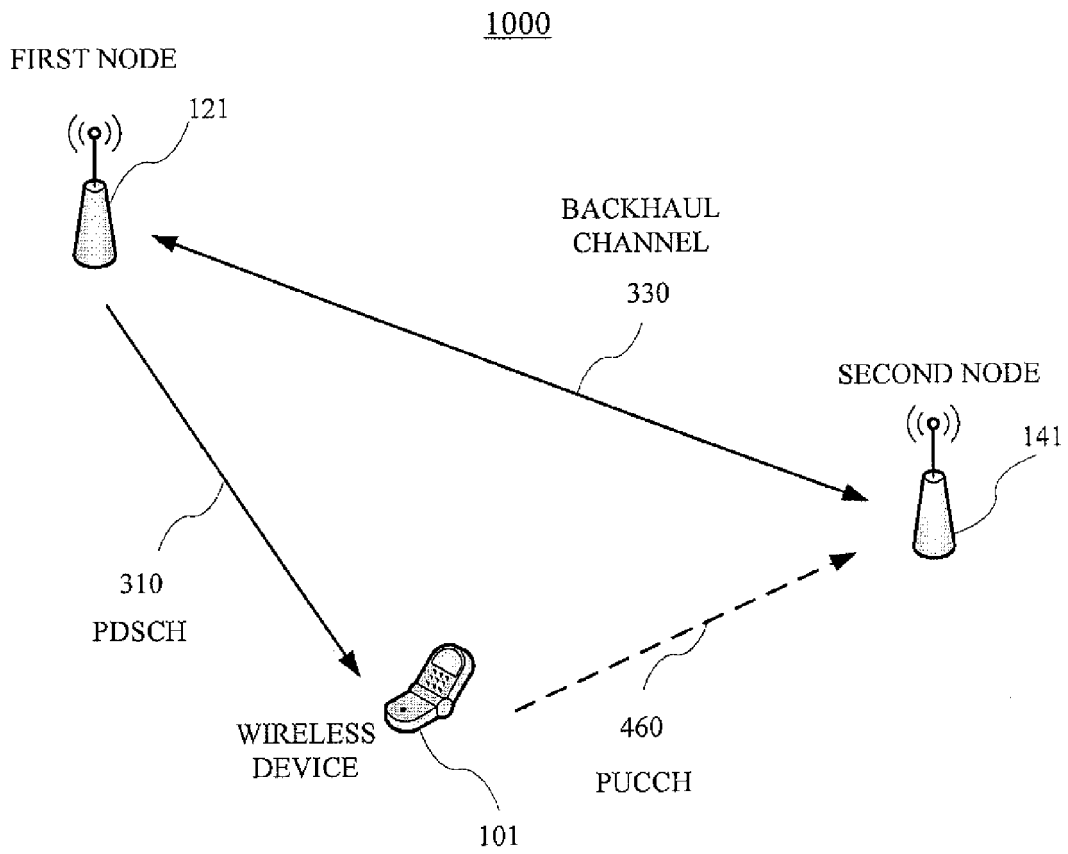 1000
FIRST NODE
121
BACKHAUL
CHANNEL
330
SECOND NODE
141
310
PDSCH
WIRELESS
DEVICE
460
PUCCH
101